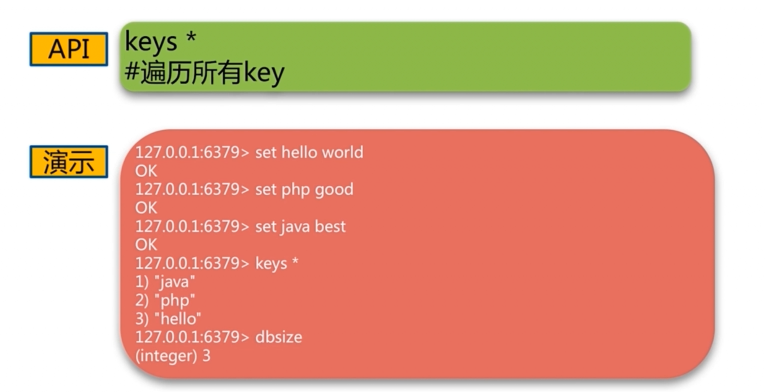 API
keys *
#遍历所有key
演示
127.0.0.1:6379> set hello world
OK
127.0.0.1:6379> set php good
OK
127.0.0.1:6379> set java best
OK
127.0.0.1:6379> keys *
1) "java"
2) "php"
3) "hello"
127.0.0.1:6379> dbsize
(integer) 3